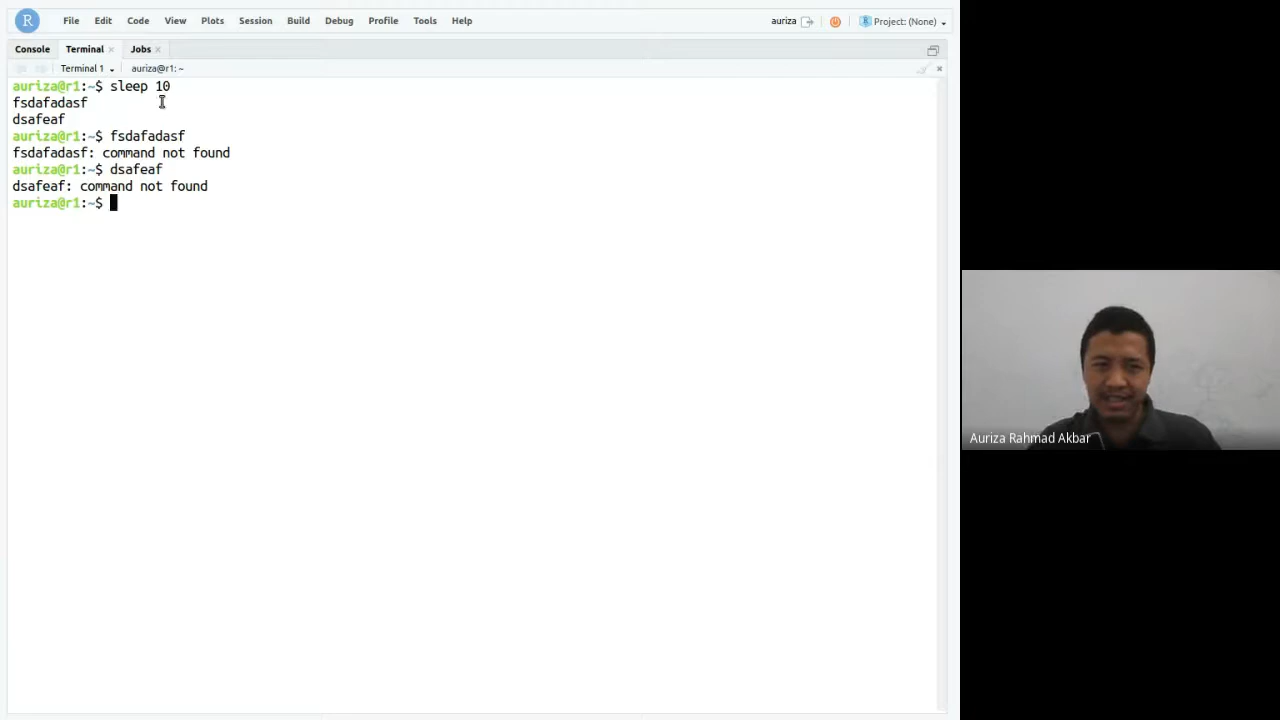 R File Edit Code View Plots Session Build Debug Profile Tools Help auriza R Project: (None)
Console Terminal Jobs
Terminal 1 auriza@r1: ~
auriza@r1:~$ sleep 10
fsdafadasf
dsafeaf
auriza@r1:~$ fsdafadasf
fsdafadasf: command not found
auriza@r1:~$ dsafeaf
dsafeaf: command not found
auriza@r1:~$
Auriza Rahmad Akbar